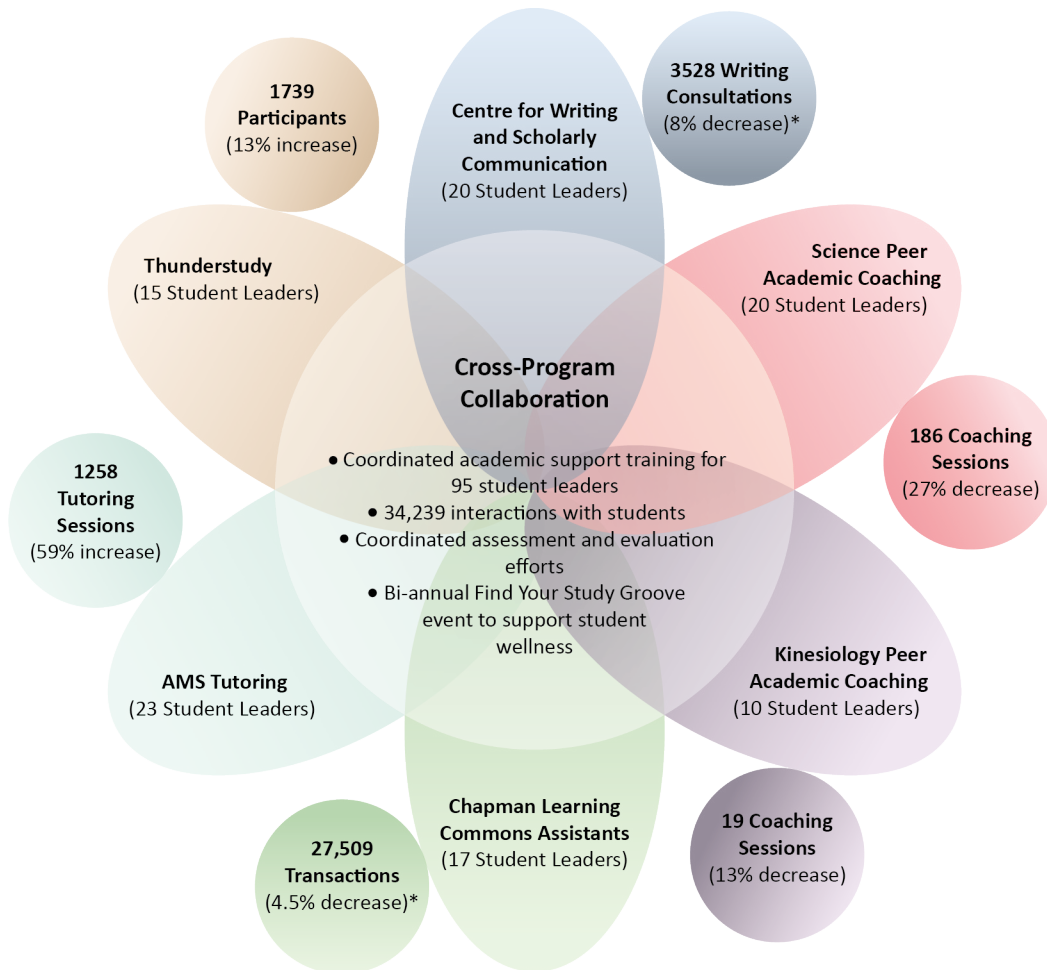 1739
Participants
(13% increase)
Centre for Writing
and Scholarly
Communication
(20 Student Leaders)
3528 Writing
Consultations
(8% decrease)*
Thunderstudy
(15 Student Leaders)
Science Peer
Academic Coaching
(20 Student Leaders)
Cross-Program
Collaboration
• Coordinated academic support training for
95 student leaders
• 34,239 interactions with students
• Coordinated assessment and evaluation
efforts
• Bi-annual Find Your Study Groove
event to support student
wellness
1258
Tutoring
Sessions
(59% increase)
186 Coaching
Sessions
(27% decrease)
AMS Tutoring
(23 Student Leaders)
Kinesiology Peer
Academic Coaching
(10 Student Leaders)
27,509
Transactions
(4.5% decrease)*
Chapman Learning
Commons Assistants
(17 Student Leaders)
19 Coaching
Sessions
(13% decrease)